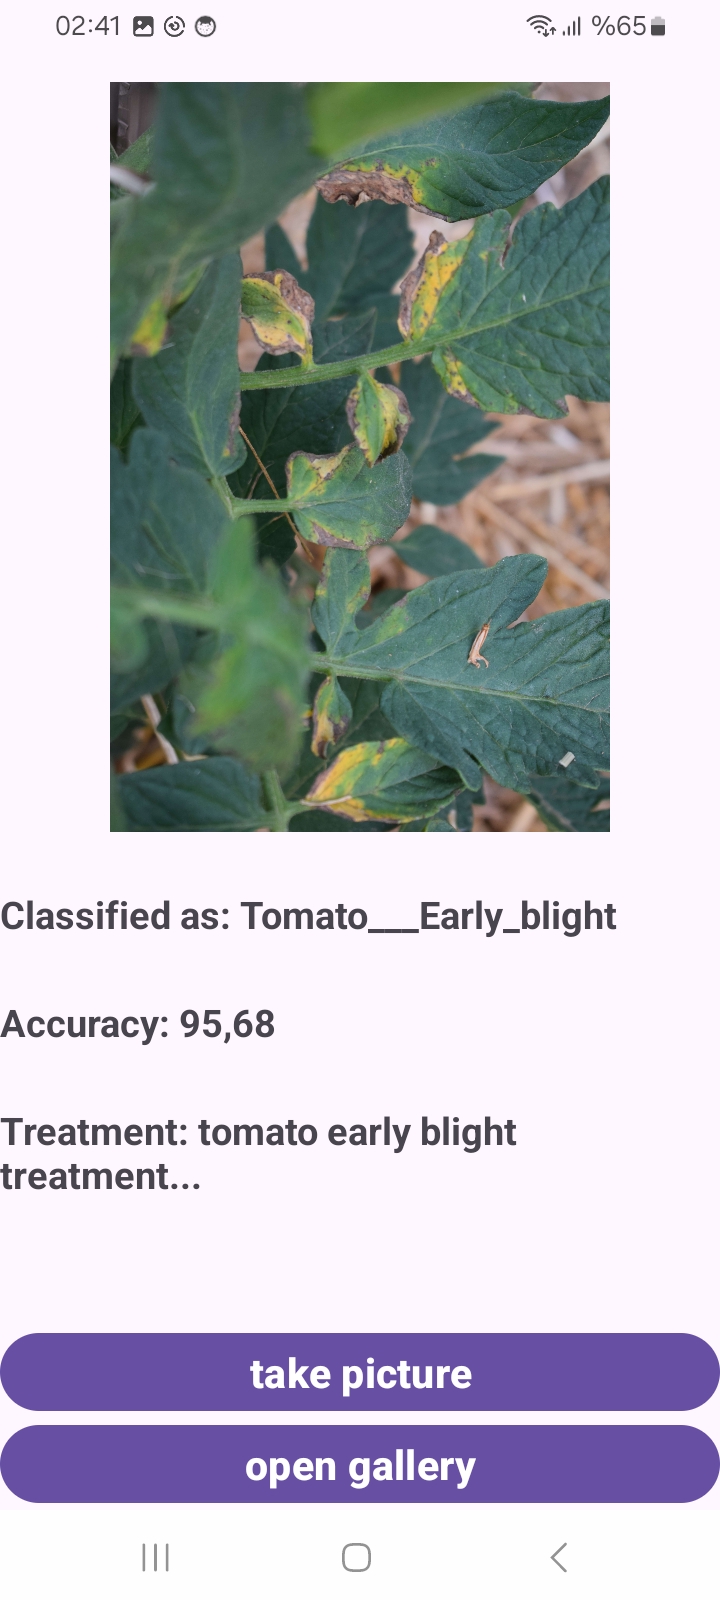 02:41 %65
Classified as: Tomato___Early_blight
Accuracy: 95,68
Treatment: tomato early blight
treatment...
take picture
open gallery